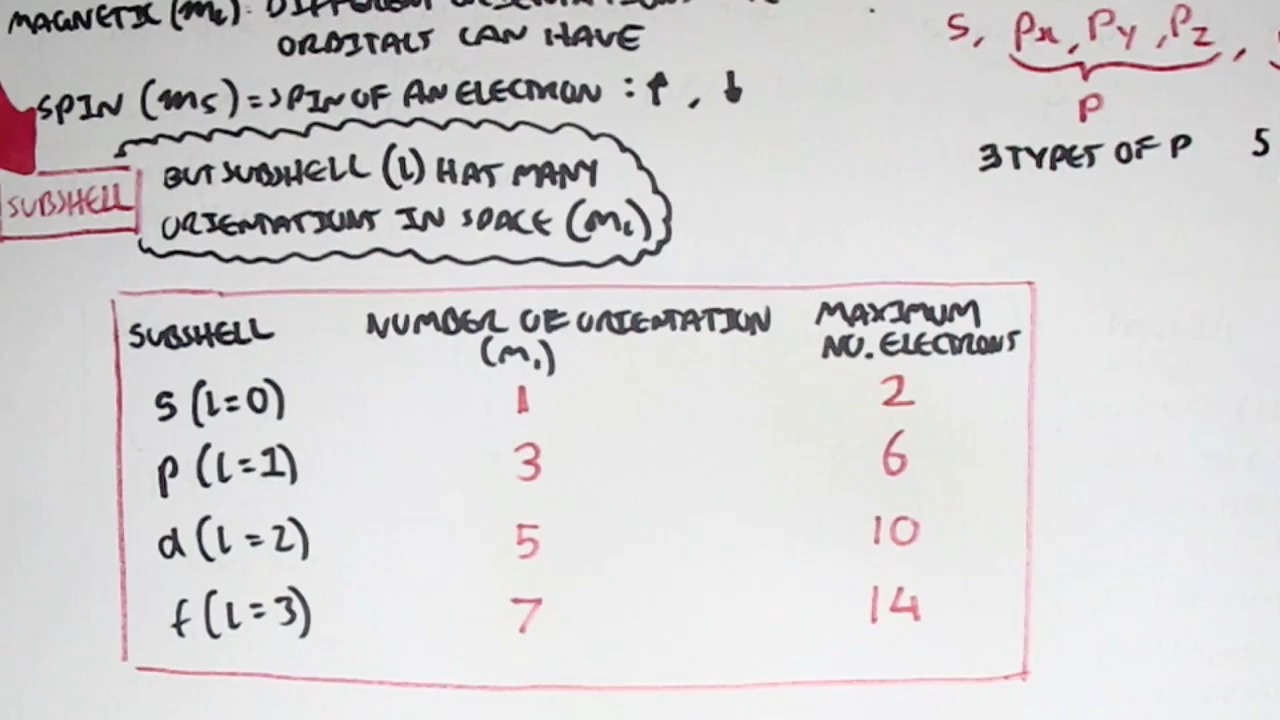 MAGNETIC (ml): DIFFERENT ORIENTATIONS
ORBITALS CAN HAVE
SPIN (ms) => SPIN OF AN ELECTRON : ↑, ↓
SUBSHELL
BUT SUBSHELL (l) HAS MANY
ORIENTATIONS IN SPACE (ml)
S, Px, Py, Pz,
P
3 TYPES OF P 5
SUBSHELL NUMBER OF ORIENTATION MAXIMUM
(ml) NO. ELECTRONS
S (l=0) 1 2
p (l=1) 3 6
d (l=2) 5 10
f (l=3) 7 14